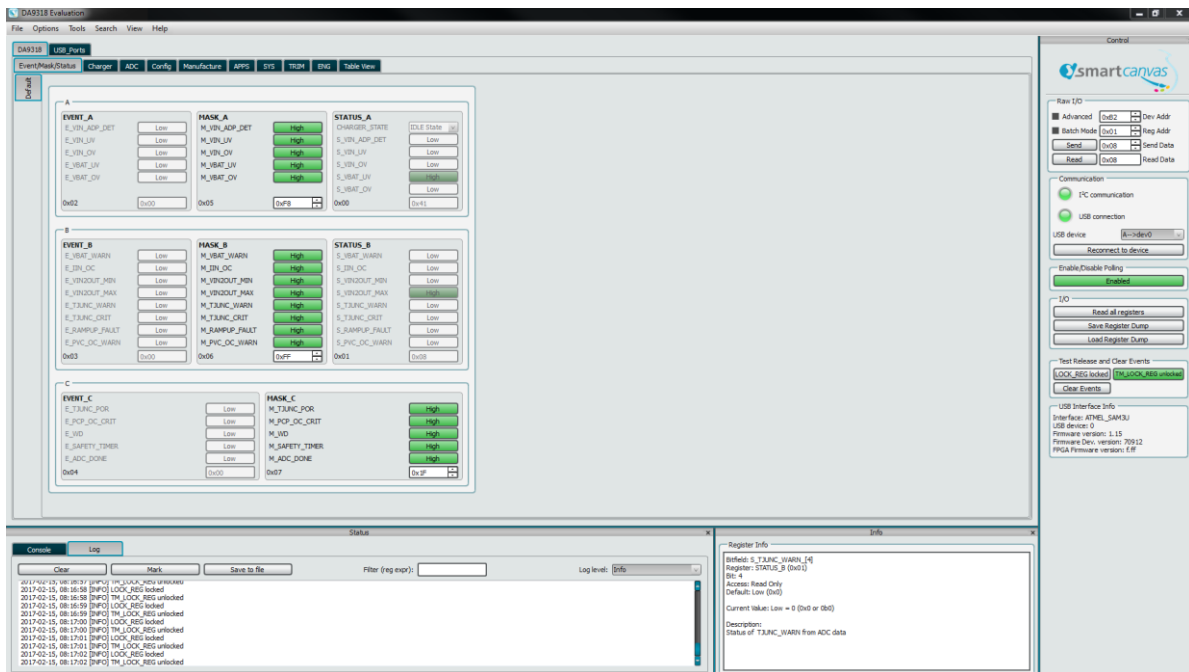 DA9318 Evaluation
File Options Tools Search View Help
DA9318 USB_Ports
Event/Mask/Status Charger ADC Config Manufacture APPS SYS TRIM ENG Table View
Default
A
EVENT_A MASK_A STATUS_A
E_VIN_ADP_DET Low M_VIN_ADP_DET High CHARGER_STATE IDLE State
E_VIN_UV Low M_VIN_UV High S_VIN_ADP_DET Low
E_VIN_OV Low M_VIN_OV High S_VIN_UV Low
E_VBAT_UV Low M_VBAT_UV High S_VIN_OV Low
E_VBAT_OV Low M_VBAT_OV High S_VBAT_UV High
S_VBAT_OV Low
0x02 0x00 0x05 0xF8 0x00 0x41
B
EVENT_B MASK_B STATUS_B
E_VBAT_WARN Low M_VBAT_WARN High S_VBAT_WARN Low
E_IIN_OC Low M_IIN_OC High S_IIN_OC Low
E_VIN2OUT_MIN Low M_VIN2OUT_MIN High S_VIN2OUT_MIN Low
E_VIN2OUT_MAX Low M_VIN2OUT_MAX High S_VIN2OUT_MAX High
E_TJUNC_WARN Low M_TJUNC_WARN High S_TJUNC_WARN Low
E_TJUNC_CRIT Low M_TJUNC_CRIT High S_TJUNC_CRIT Low
E_RAMPUP_FAULT Low M_RAMPUP_FAULT High S_RAMPUP_FAULT Low
E_PVC_OC_WARN Low M_PVC_OC_WARN High S_PVC_OC_WARN Low
0x03 0x00 0x06 0xFF 0x01 0x08
C
EVENT_C MASK_C
E_TJUNC_POR Low M_TJUNC_POR High
E_PCP_OC_CRIT Low M_PCP_OC_CRIT High
E_WD Low M_WD High
E_SAFETY_TIMER Low M_SAFETY_TIMER High
E_ADC_DONE Low M_ADC_DONE High
0x04 0x00 0x07 0x1F
Control
smartcanvas
Raw I/O
Advanced 0xB2 Dev Addr
Batch Mode 0x01 Reg Addr
Send 0x08 Send Data
Read 0x08 Read Data
Communication
I²C communication
USB connection
USB device A-->dev0
Reconnect to device
Enable/Disable Polling
Enabled
I/O
Read all registers
Save Register Dump
Load Register Dump
Test Release and Clear Events
LOCK_REG locked TM_LOCK_REG unlocked
Clear Events
USB Interface Info
Interface: ATMEL_SAM3U
USB device: 0
Firmware version: 1.15
Firmware Dev. version: 70912
FPGA Firmware version: f.ff
Status
Console Log
Clear Mark Save to file Filter (reg expr): Log level: Info
2017-02-15, 08:16:57 [INFO] TM_LOCK_REG unlocked
2017-02-15, 08:16:58 [INFO] LOCK_REG locked
2017-02-15, 08:16:58 [INFO] TM_LOCK_REG unlocked
2017-02-15, 08:16:59 [INFO] LOCK_REG locked
2017-02-15, 08:16:59 [INFO] TM_LOCK_REG unlocked
2017-02-15, 08:17:00 [INFO] LOCK_REG locked
2017-02-15, 08:17:00 [INFO] TM_LOCK_REG unlocked
2017-02-15, 08:17:01 [INFO] LOCK_REG locked
2017-02-15, 08:17:01 [INFO] TM_LOCK_REG unlocked
2017-02-15, 08:17:02 [INFO] LOCK_REG locked
2017-02-15, 08:17:02 [INFO] TM_LOCK_REG unlocked
Info
Register Info
Bitfield: S_TJUNC_WARN_[4]
Register: STATUS_B (0x01)
Bit: 4
Access: Read Only
Default: Low (0x0)
Current Value: Low = 0 (0x0 or 0b0)
Description:
Status of TJUNC_WARN from ADC data